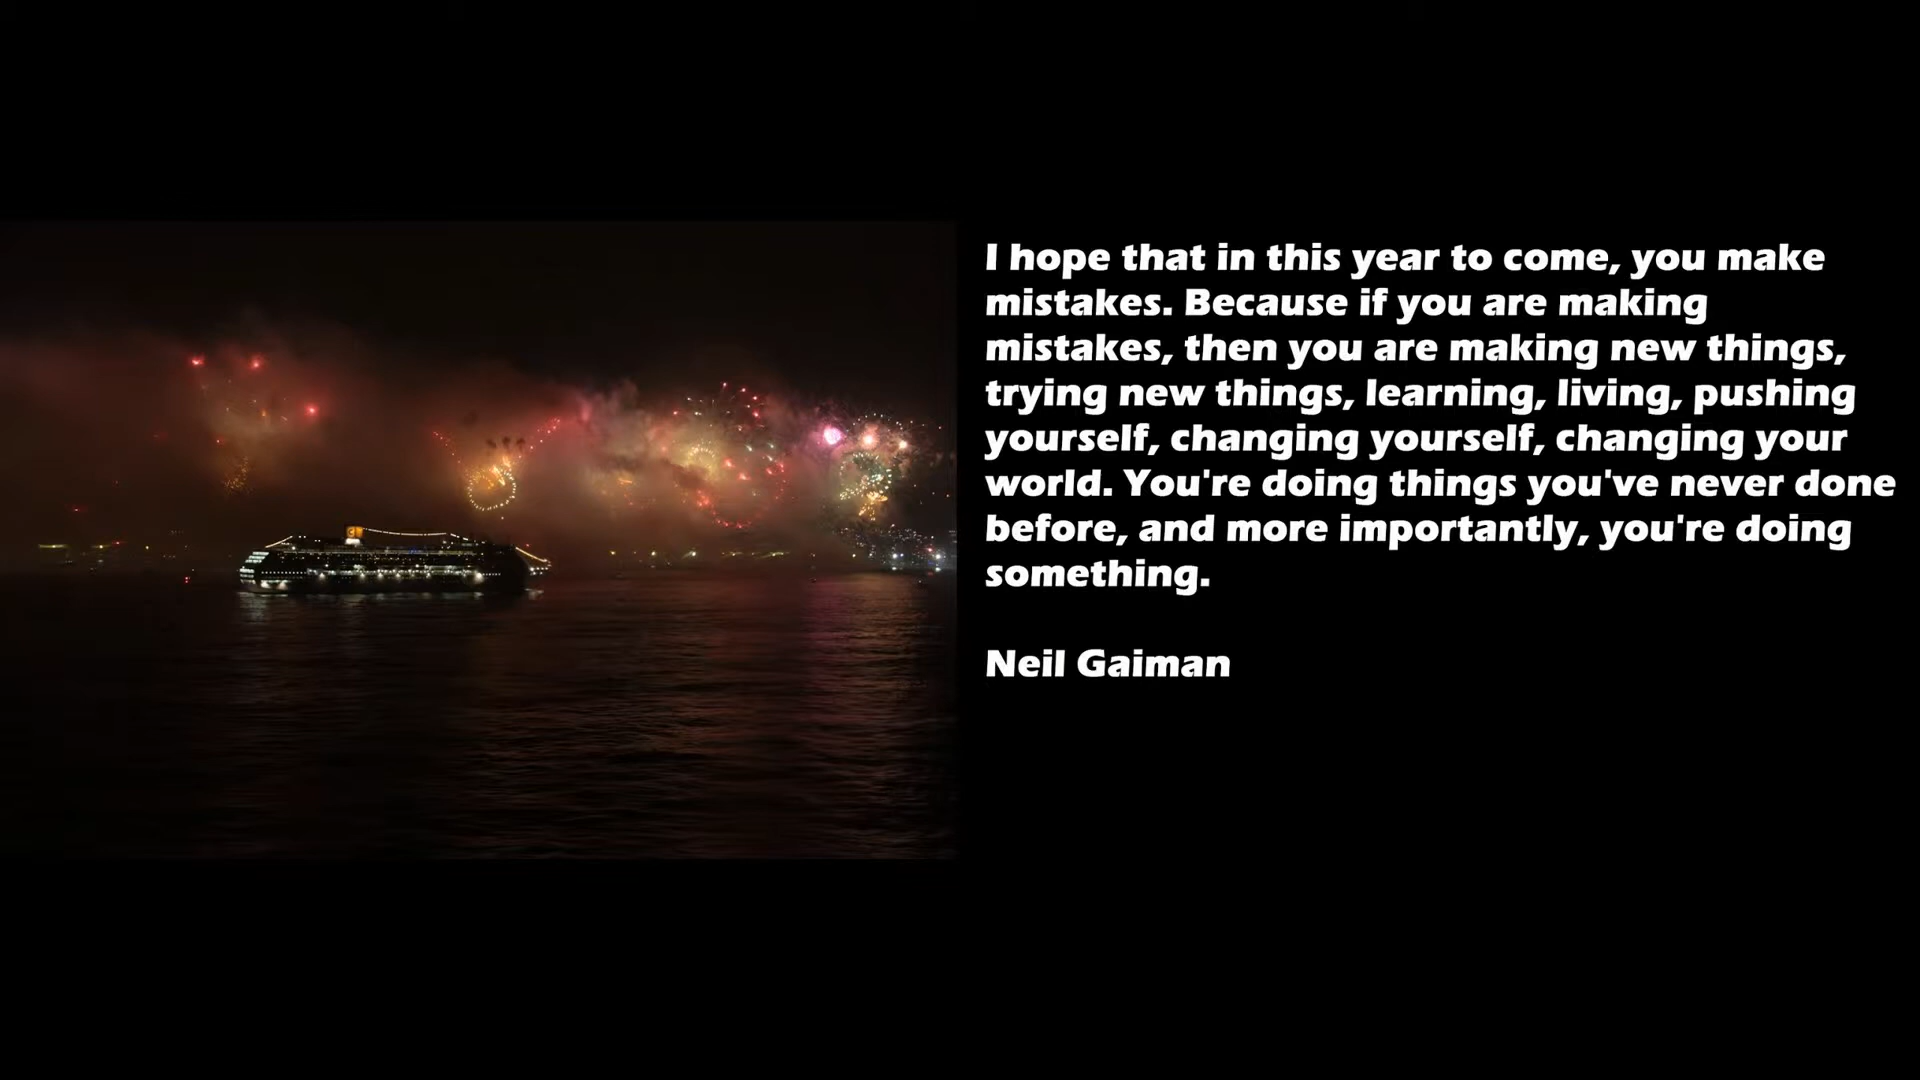 I hope that in this year to come, you make
mistakes. Because if you are making
mistakes, then you are making new things,
trying new things, learning, living, pushing
yourself, changing yourself, changing your
world. You're doing things you've never done
before, and more importantly, you're doing
something.
Neil Gaiman